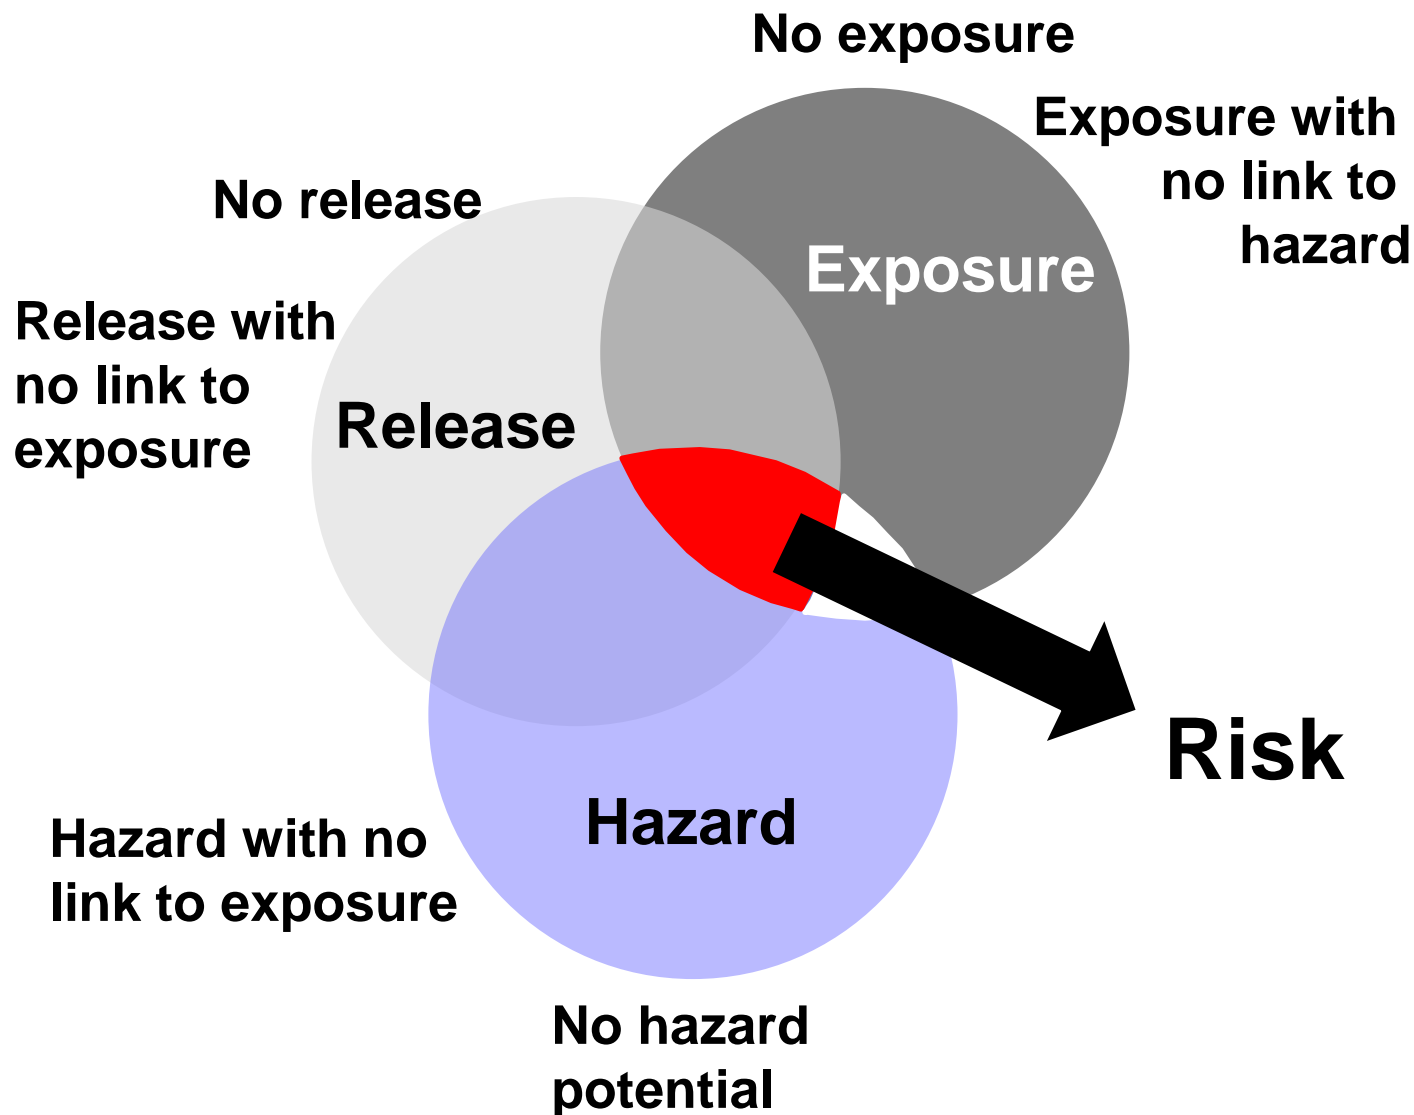 No exposure
Exposure with
no link to
hazard
No release
Exposure
Release with
no link to
exposure
Release
Risk
Hazard
Hazard with no
link to exposure
No hazard
potential